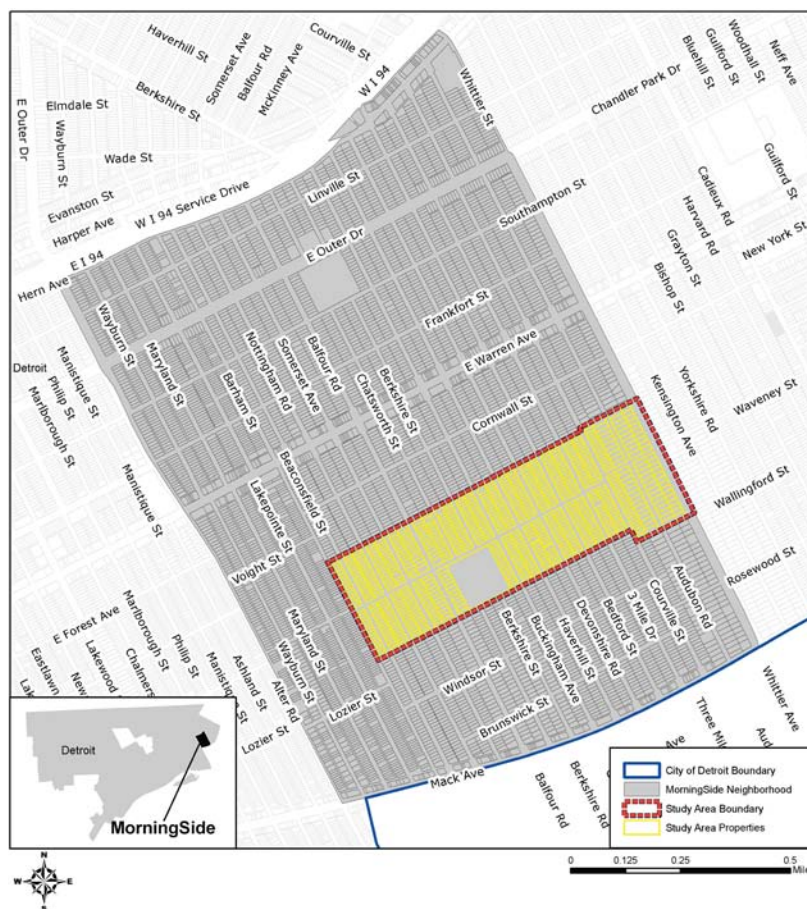 Courville St
Haverhill St
Somerset Ave
Balfour Rd
McKinney Ave
W I 94
Berkshire St
E Outer Dr
Elmdale St
Wayburn St
Wade St
Evanston St
Harper Ave
W I 94 Service Drive
E I 94
Hern Ave
Linville St
E Outer Dr
Whittier St
Chandler Park Dr
Bluehill St
Guilford St
Woodhall St
Neff Ave
Guilford St
Southampton St
Cadieux Rd
Harvard Rd
Grayton St
Bishop St
New York St
Frankfort St
E Warren Ave
Wayburn St
Maryland St
Barham St
Nottingham Rd
Somerset Ave
Balfour Rd
Chatsworth St
Berkshire St
Cornwall St
Detroit
Manistique St
Philip St
Marlborough St
Manistique St
Kensington Ave
Yorkshire Rd
Waveney St
Wallingford St
Rosewood St
Beaconsfield St
Lakepointe St
Voight St
E Forest Ave
Maryland St
Wayburn St
Alter Rd
Ashland St
Manistique St
Philip St
Marlborough St
Chalmers
Lakewood
New
Eastlawn
Lozier St
Lozier St
Windsor St
Brunswick St
Mack Ave
Berkshire St
Buckingham Ave
Haverhill St
Devonshire Rd
Bedford St
3 Mile Dr
Courville St
Audubon Rd
Whittier Ave
Three Mile
Aud
Ave
Balfour Rd
Berkshire Rd
Detroit
MorningSide
City of Detroit Boundary
MorningSide Neighborhood
Study Area Boundary
Study Area Properties
N
W
E
S
0 0.125 0.25 0.5
Mile